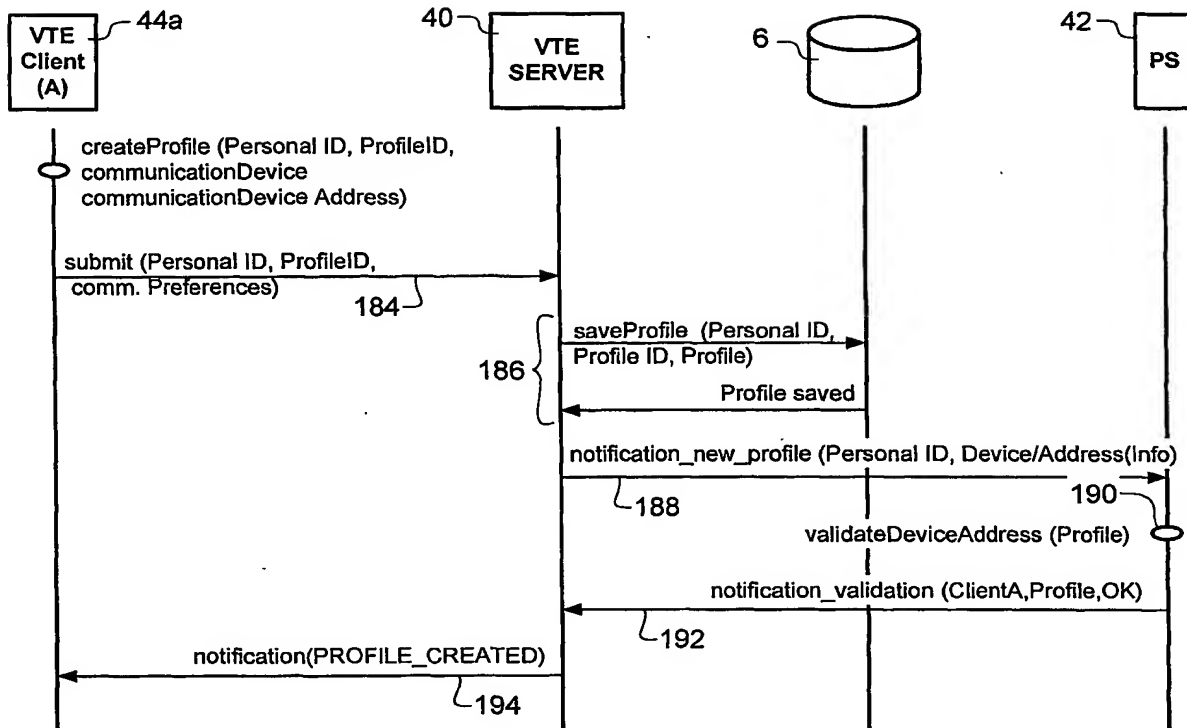 VTE
Client
(A)
44a
40
VTE
SERVER
6
42
PS
createProfile (Personal ID, ProfileID,
communicationDevice
communicationDevice Address)
submit (Personal ID, ProfileID,
comm. Preferences)
184
186
saveProfile (Personal ID,
Profile ID, Profile)
Profile saved
notification_new_profile (Personal ID, Device/Address(Info)
188
190
validateDeviceAddress (Profile)
notification_validation (ClientA,Profile,OK)
192
notification(PROFILE_CREATED)
194